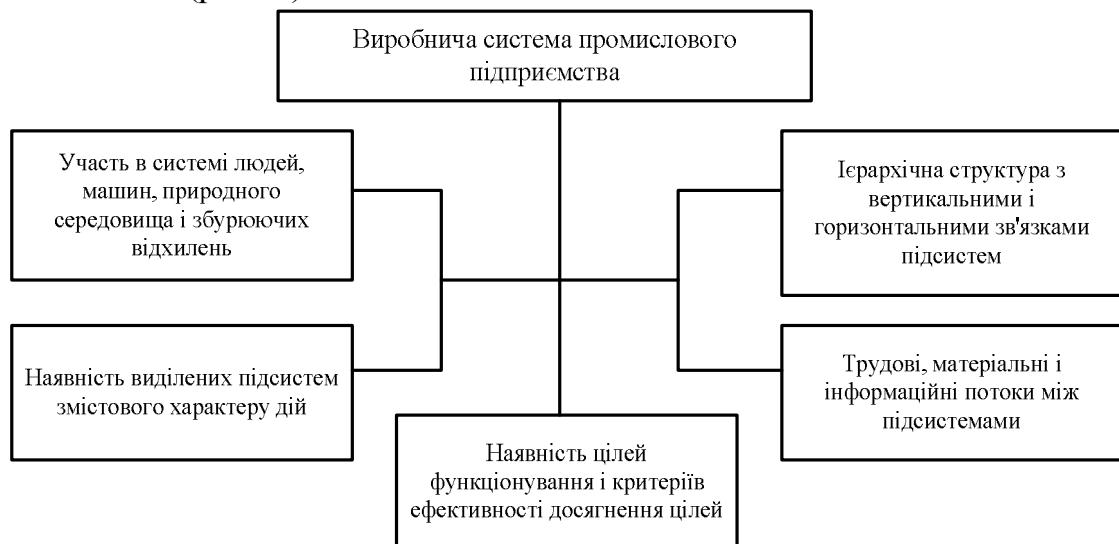 Виробнича система промислового
підприємства
Участь в системі людей,
машин, природного
середовища і збурюючих
відхилень
Ієрархічна структура з
вертикальними і
горизонтальними зв'язками
підсистем
Наявність виділених підсистем
змістового характеру дій
Трудові, матеріальні і
інформаційні потоки між
підсистемами
Наявність цілей
функціонування і критеріїв
ефективності досягнення цілей